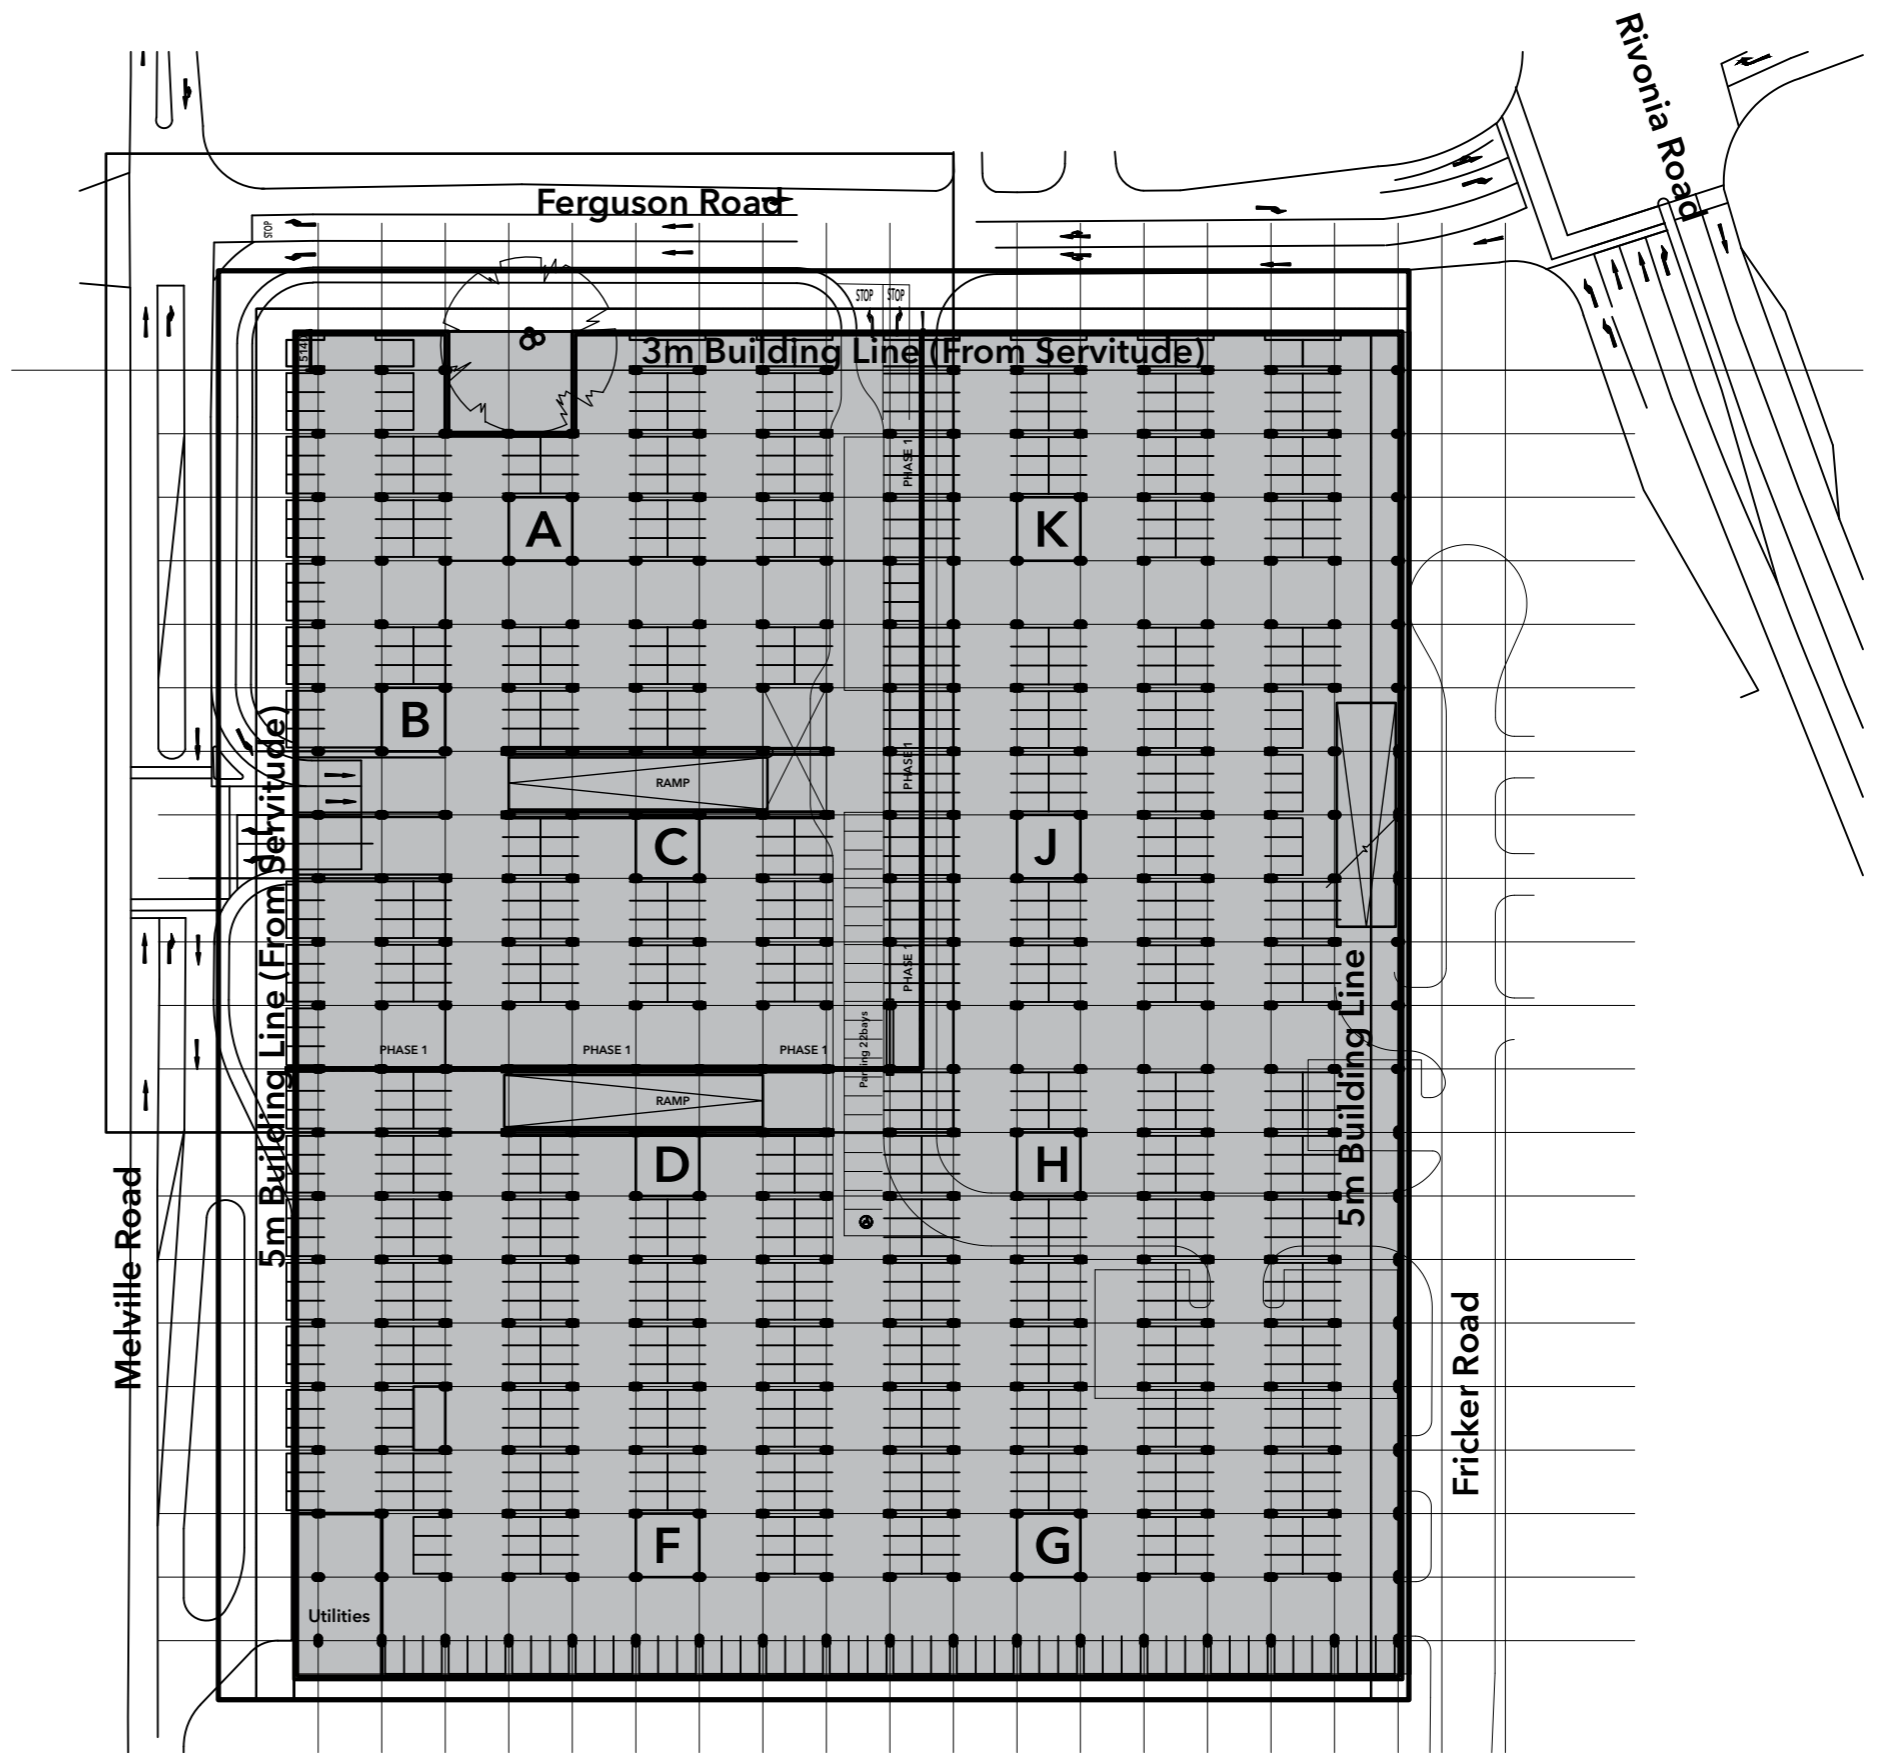 Rivonia Road
Ferguson Road
STOP
STOP
STOP
3m Building Line (From Servitude)
PHASE 1
A
K
B
PHASE 1
RAMP
C
J
5m Building Line (From Servitude)
PHASE 1
5m Building Line
Parking 22bays
PHASE 1
PHASE 1
PHASE 1
RAMP
D
H
Melville Road
Fricker Road
F
G
Utilities